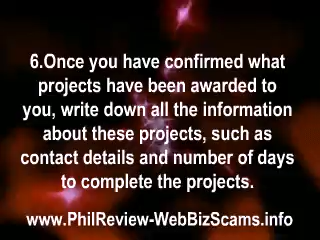 6.Once you have confirmed what
projects have been awarded to
you, write down all the information
about these projects, such as
contact details and number of days
to complete the projects.
www.PhilReview-WebBizScams.info